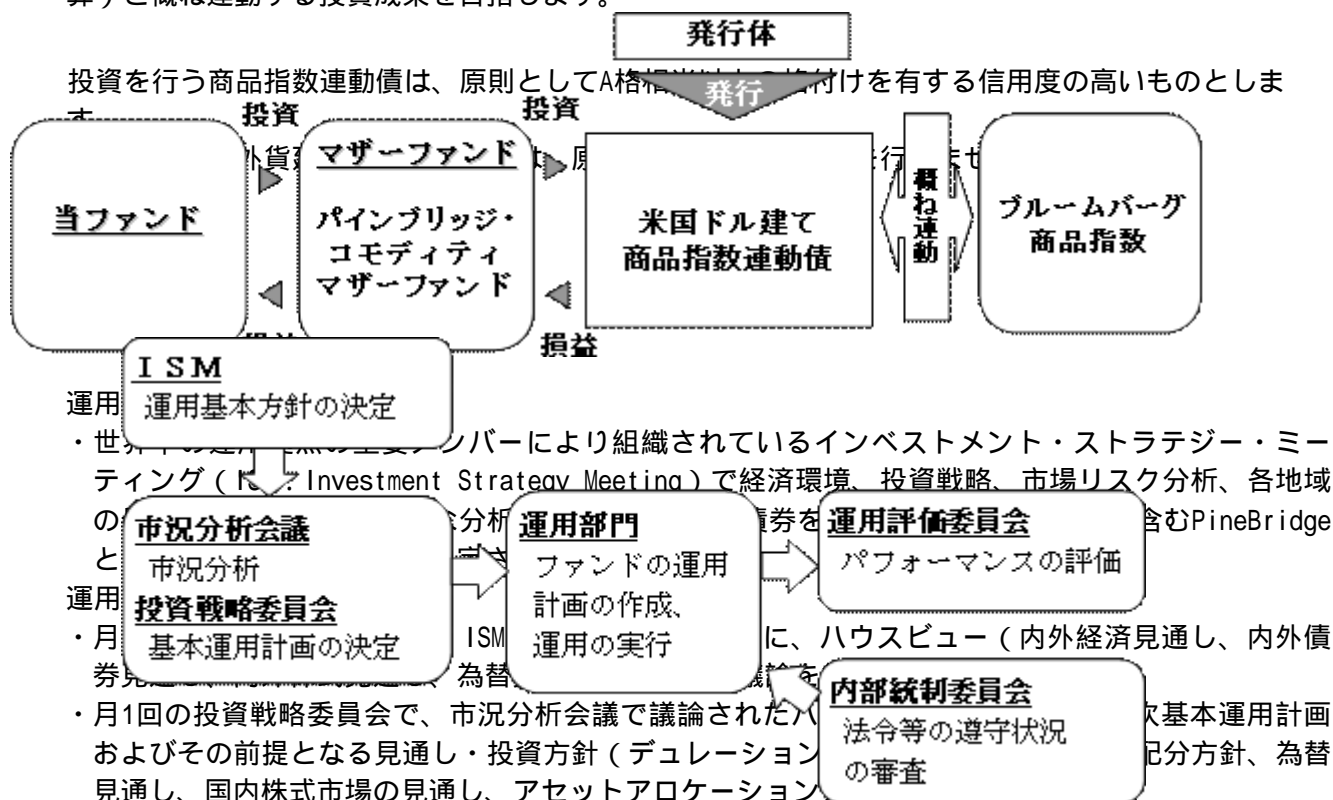 算）と概ね連動する投資成果を目指します。
発行体
投資を行う商品指数連動債は、原則としてA格相 付けを有する信用度の高いものとしま
発行
投資
投資
当ファンド
マザーファンド
パインブリッジ・
コモディティ
マザーファンド
米国ドル建て
商品指数連動債
概ね連動
ブルームバーグ
商品指数
損益
ＩＳＭ
運用基本方針の決定
運用
・世界 バーにより組織されているインベストメント・ストラテジー・ミー
ティング（ Investment Strategy Meeting）で経済環境、投資戦略、市場リスク分析、各地域
の 分析 債券を 含むPineBridge
と
市況分析会議
市況分析
投資戦略委員会
基本運用計画の決定
運用部門
ファンドの運用
計画の作成、
運用の実行
運用評価委員会
パフォーマンスの評価
運用
・月 ISM に、ハウスビュー（内外経済見通し、内外債
券 為替
内部統制委員会
法令等の遵守状況
の審査
・月1回の投資戦略委員会で、市況分析会議で議論された 次基本運用計画
およびその前提となる見通し・投資方針（デュレーション 配分方針、為替
見通し、国内株式市場の見通し、アセットアロケーション